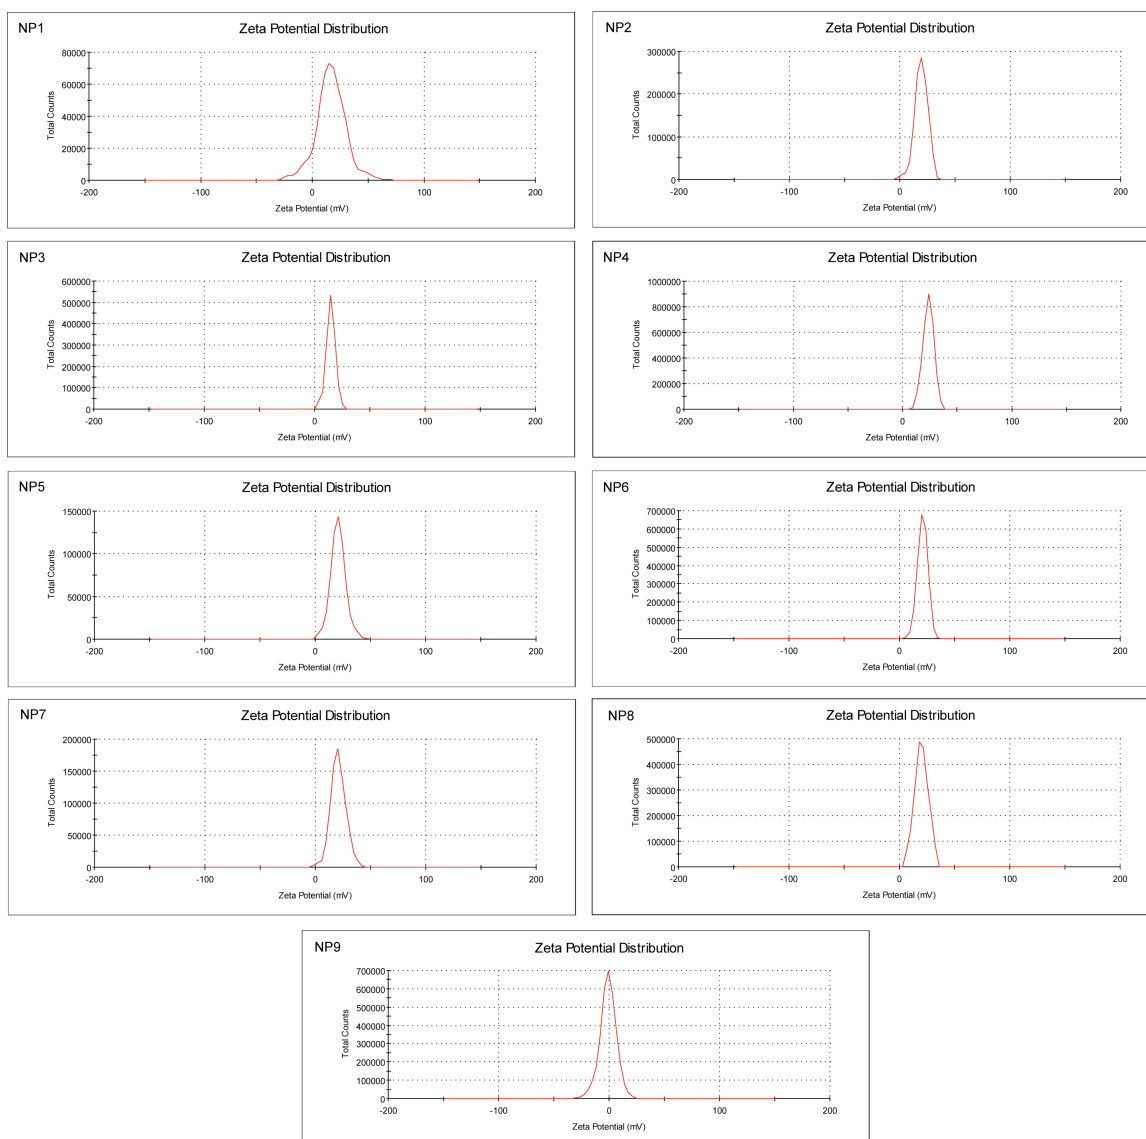 NP1
Zeta Potential Distribution
80000
60000
40000
20000
0
Total Counts
-200 -100 0 100 200
Zeta Potential (mV)
NP2
Zeta Potential Distribution
300000
200000
100000
0
Total Counts
-200 -100 0 100 200
Zeta Potential (mV)
NP3
Zeta Potential Distribution
600000
500000
400000
300000
200000
100000
0
Total Counts
-200 -100 0 100 200
Zeta Potential (mV)
NP4
Zeta Potential Distribution
1000000
800000
600000
400000
200000
0
Total Counts
-200 -100 0 100 200
Zeta Potential (mV)
NP5
Zeta Potential Distribution
150000
100000
50000
0
Total Counts
-200 -100 0 100 200
Zeta Potential (mV)
NP6
Zeta Potential Distribution
700000
600000
500000
400000
300000
200000
100000
0
Total Counts
-200 -100 0 100 200
Zeta Potential (mV)
NP7
Zeta Potential Distribution
200000
150000
100000
50000
0
Total Counts
-200 -100 0 100 200
Zeta Potential (mV)
NP8
Zeta Potential Distribution
500000
400000
300000
200000
100000
0
Total Counts
-200 -100 0 100 200
Zeta Potential (mV)
NP9
Zeta Potential Distribution
700000
600000
500000
400000
300000
200000
100000
0
Total Counts
-200 -100 0 100 200
Zeta Potential (mV)